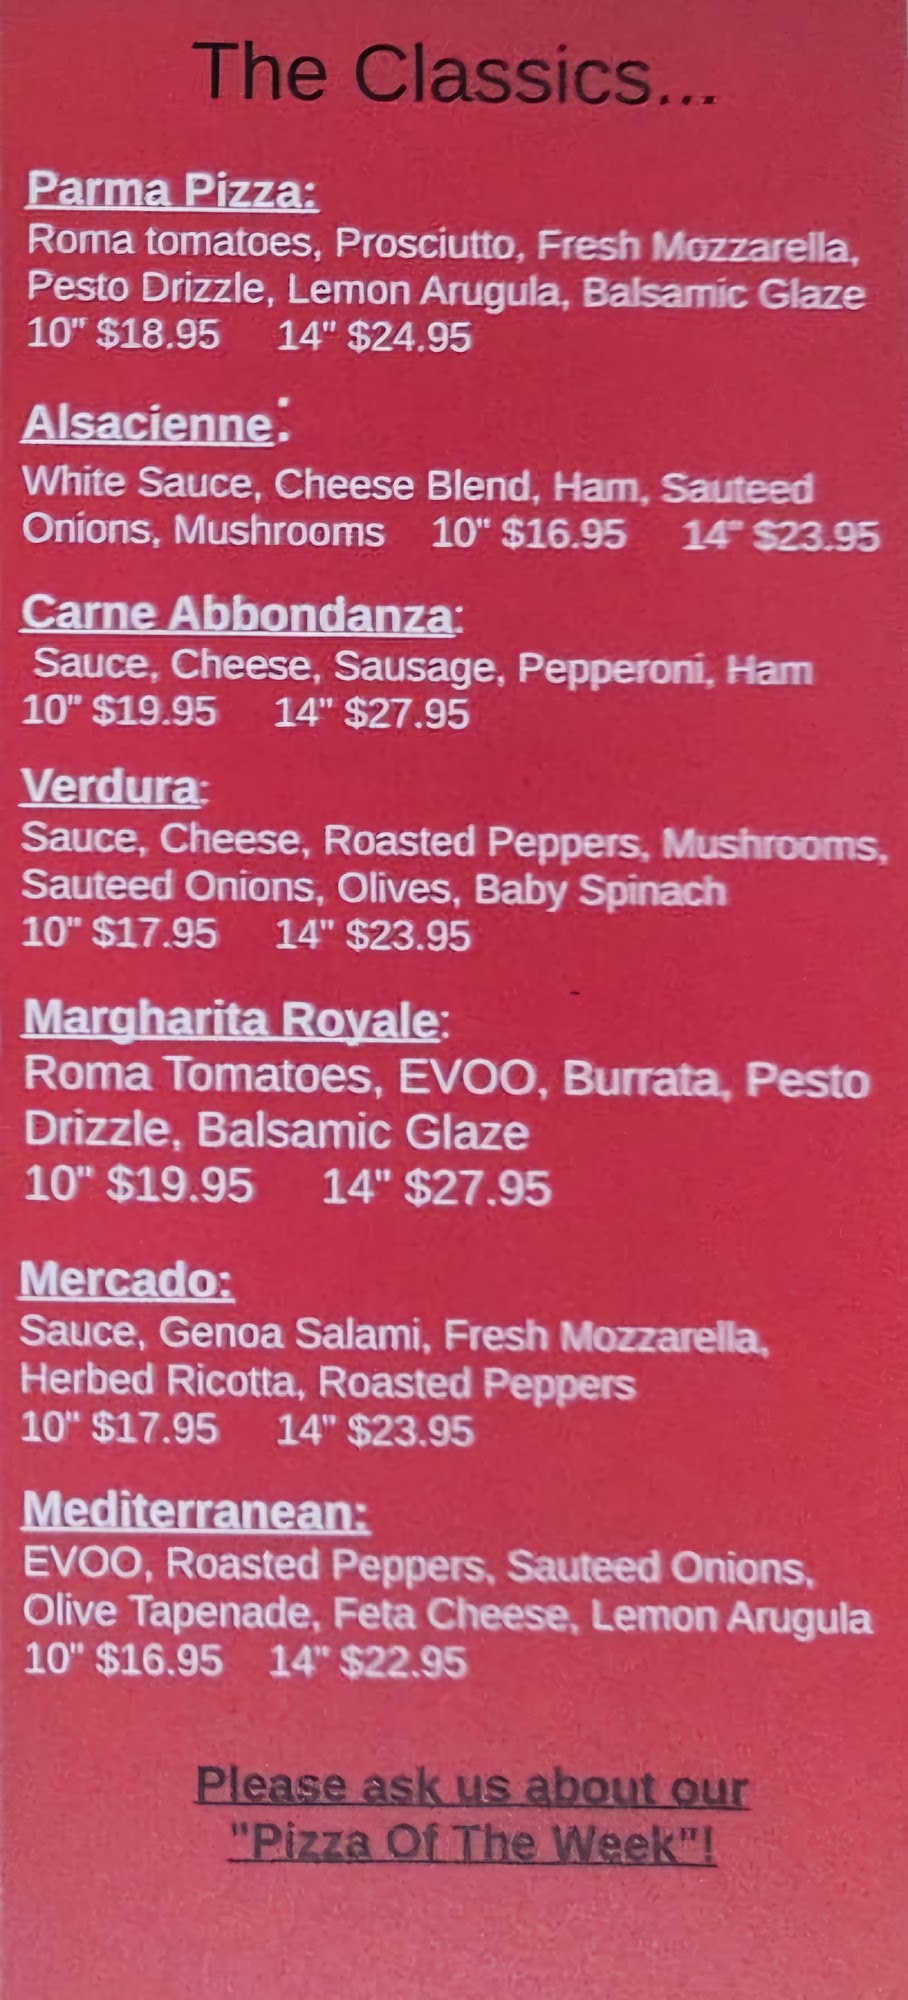 The Classics...
Parma Pizza:
Roma tomatoes, Prosciutto, Fresh Mozzarella,
Pesto Drizzle, Lemon Arugula, Balsamic Glaze
10" $18.95 14" $24.95
Alsacienne:
White Sauce, Cheese Blend, Ham, Sauteed
Onions, Mushrooms 10" $16.95 14" $23.95
Carne Abbondanza:
Sauce, Cheese, Sausage, Pepperoni, Ham
10" $19.95 14" $27.95
Verdura:
Sauce, Cheese, Roasted Peppers, Mushrooms,
Sauteed Onions, Olives, Baby Spinach
10" $17.95 14" $23.95
Margharita Royale:
Roma Tomatoes, EVOO, Burrata, Pesto
Drizzle, Balsamic Glaze
10" $19.95 14" $27.95
Mercado:
Sauce, Genoa Salami, Fresh Mozzarella,
Herbed Ricotta, Roasted Peppers
10" $17.95 14" $23.95
Mediterranean:
EVOO, Roasted Peppers, Sauteed Onions,
Olive Tapenade, Feta Cheese, Lemon Arugula
10" $16.95 14" $22.95
Please ask us about our
"Pizza Of The Week"!